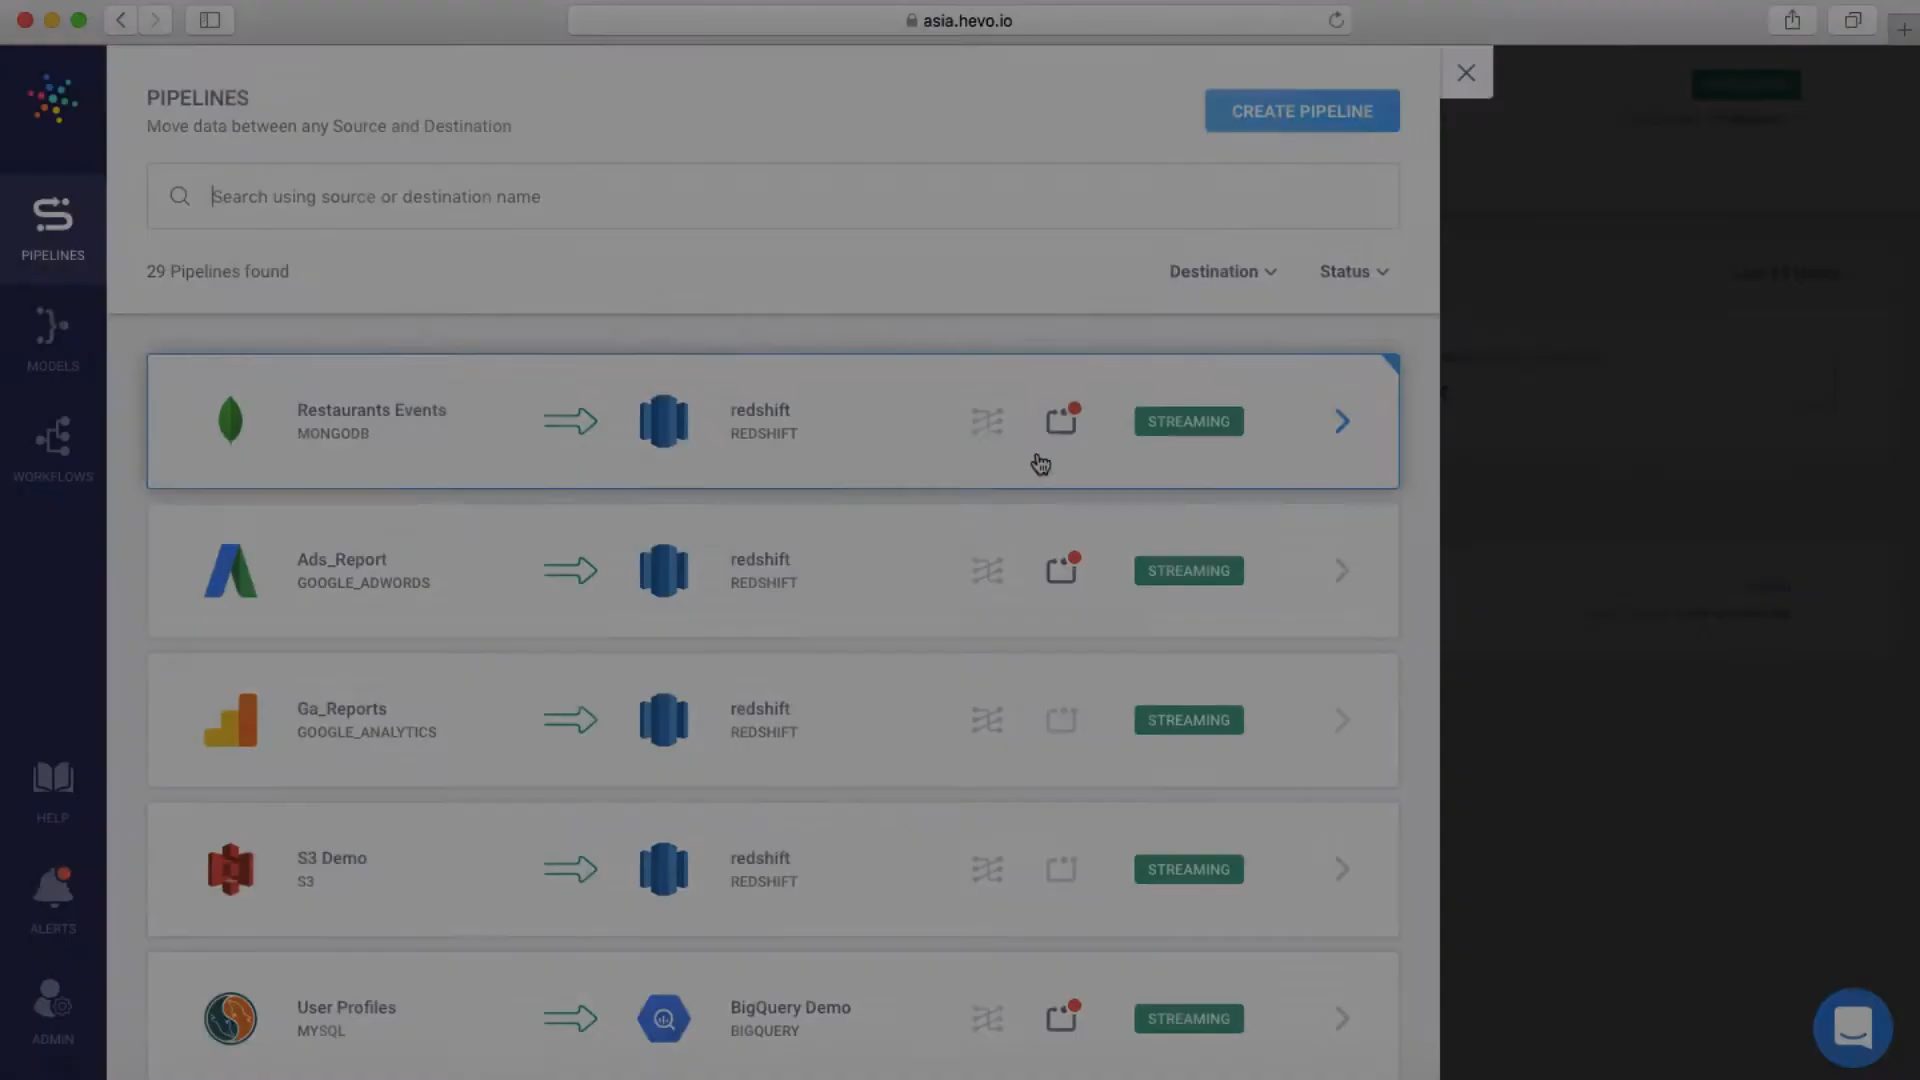 asia.hevo.io
PIPELINES
Move data between any Source and Destination
CREATE PIPELINE
Search using source or destination name
29 Pipelines found
Destination
Status
PIPELINES
MODELS
WORKFLOWS
HELP
ALERTS
ADMIN
Restaurants Events
MONGODB
redshift
REDSHIFT
STREAMING
Ads_Report
GOOGLE_ADWORDS
redshift
REDSHIFT
STREAMING
Ga_Reports
GOOGLE_ANALYTICS
redshift
REDSHIFT
STREAMING
S3 Demo
S3
redshift
REDSHIFT
STREAMING
User Profiles
MYSQL
BigQuery Demo
BIGQUERY
STREAMING